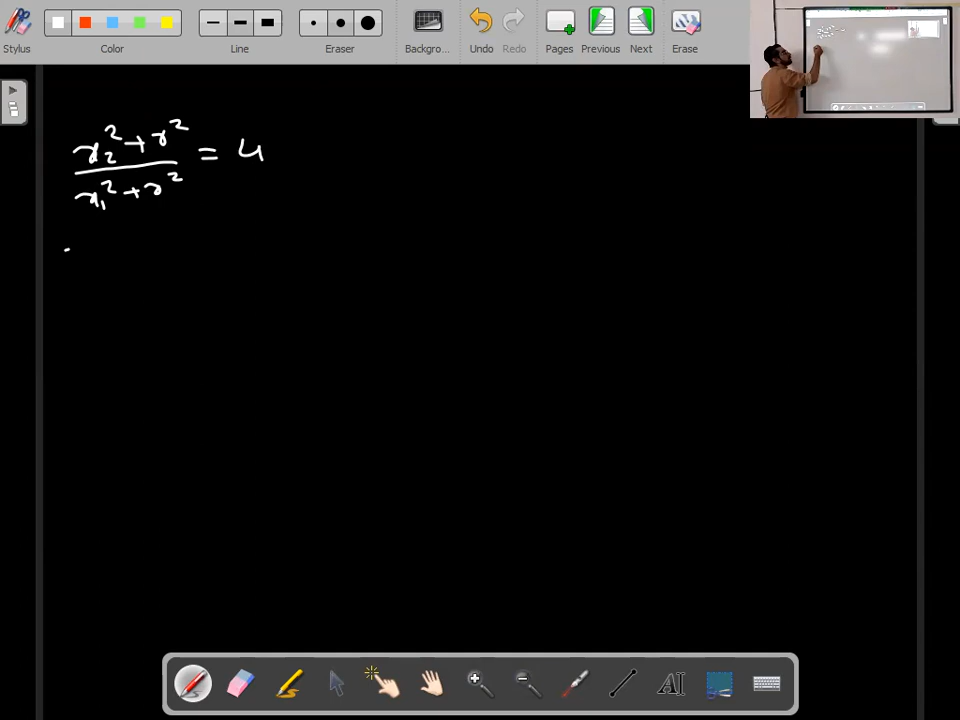 Stylus
Color
Line
Eraser
Backgro...
Undo
Redo
Pages
Previous
Next
Erase
x₂² + r²
x₁² + r²
= 4